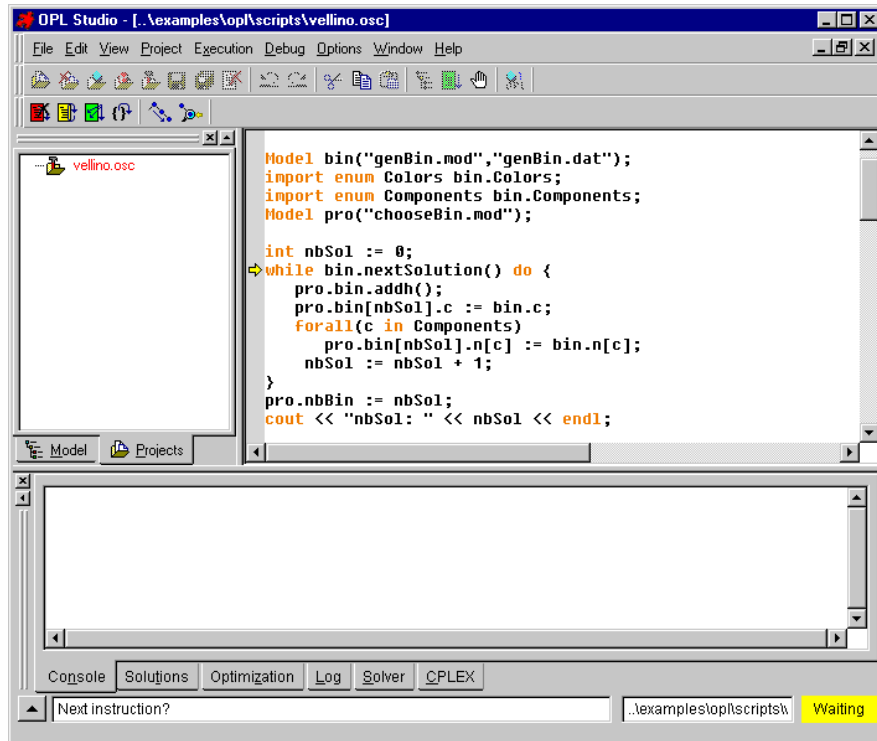 OPL Studio - [..\examples\opl\scripts\vellino.osc]
File Edit View Project Execution Debug Options Window Help
vellino.osc
Model bin("genBin.mod","genBin.dat");
import enum Colors bin.Colors;
import enum Components bin.Components;
Model pro("chooseBin.mod");
int nbSol := 0;
while bin.nextSolution() do {
pro.bin.addh();
pro.bin[nbSol].c := bin.c;
forall(c in Components)
pro.bin[nbSol].n[c] := bin.n[c];
nbSol := nbSol + 1;
}
pro.nbBin := nbSol;
cout << "nbSol: " << nbSol << endl;
Model Projects
Console Solutions Optimization Log Solver CPLEX
Next instruction? ..\examples\opl\scripts\ Waiting